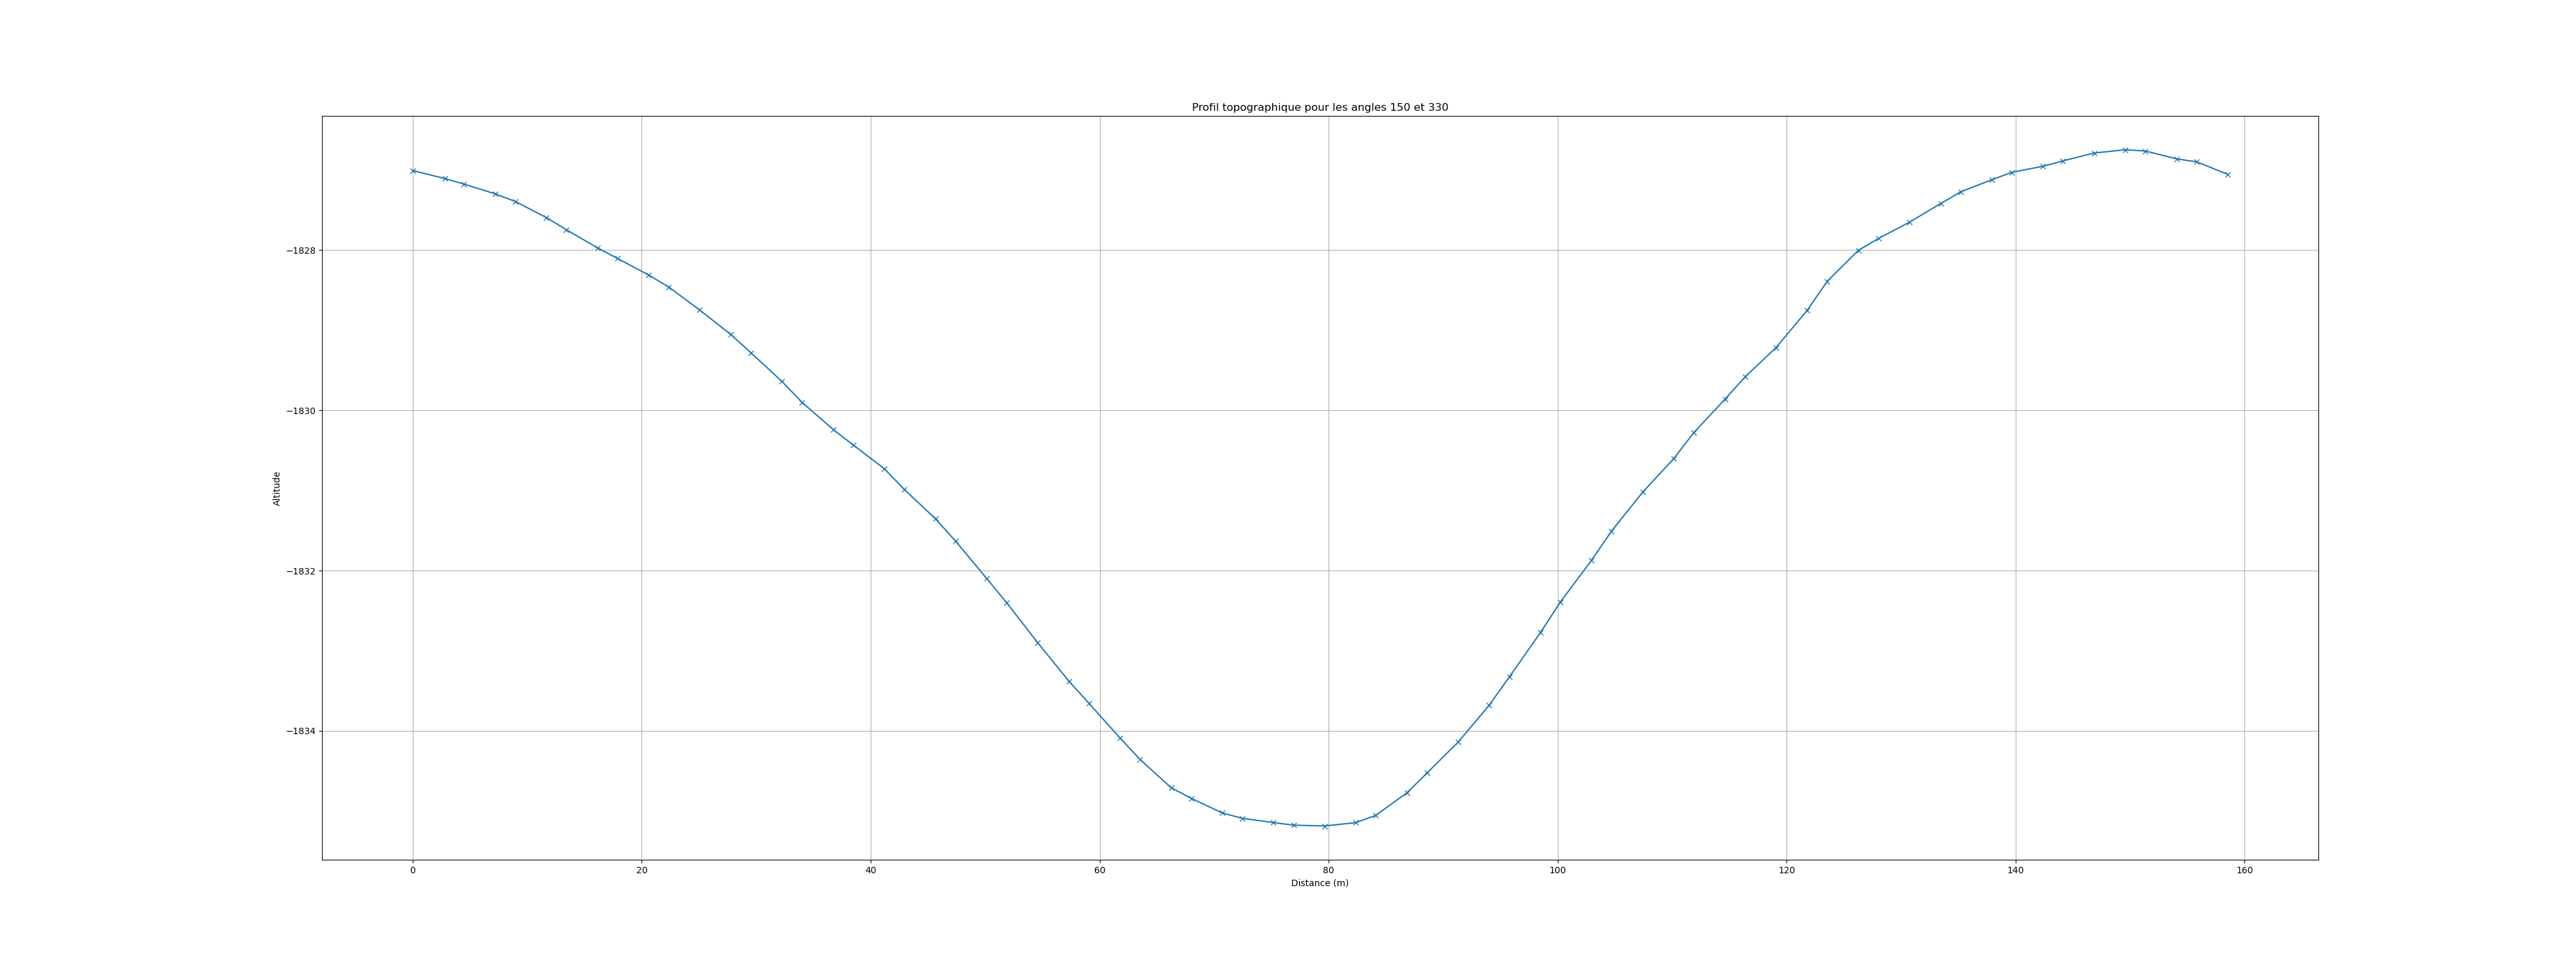 Profil topographique pour les angles 150 et 330
Altitude
−1828
−1830
−1832
−1834
0 20 40 60 80 100 120 140 160
Distance (m)